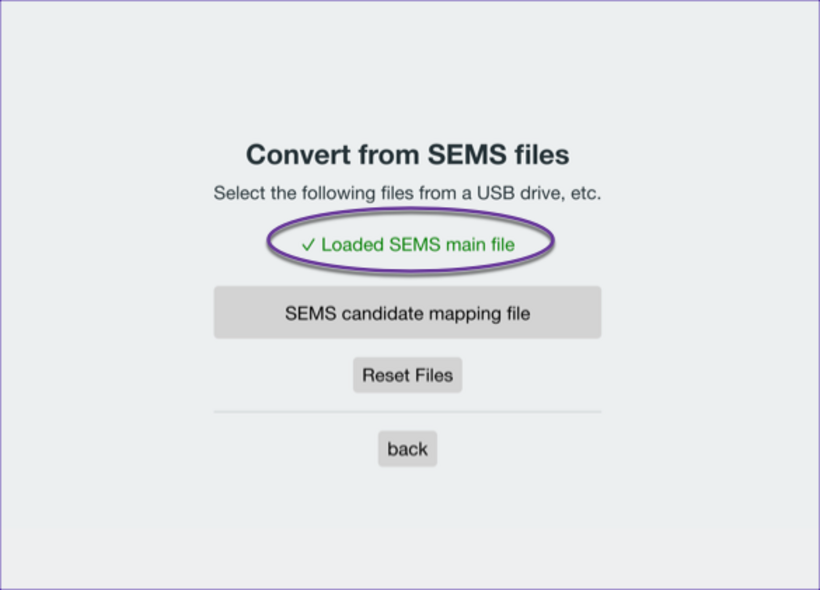 Convert from SEMS files
Select the following files from a USB drive, etc.
✓ Loaded SEMS main file
SEMS candidate mapping file
Reset Files
back